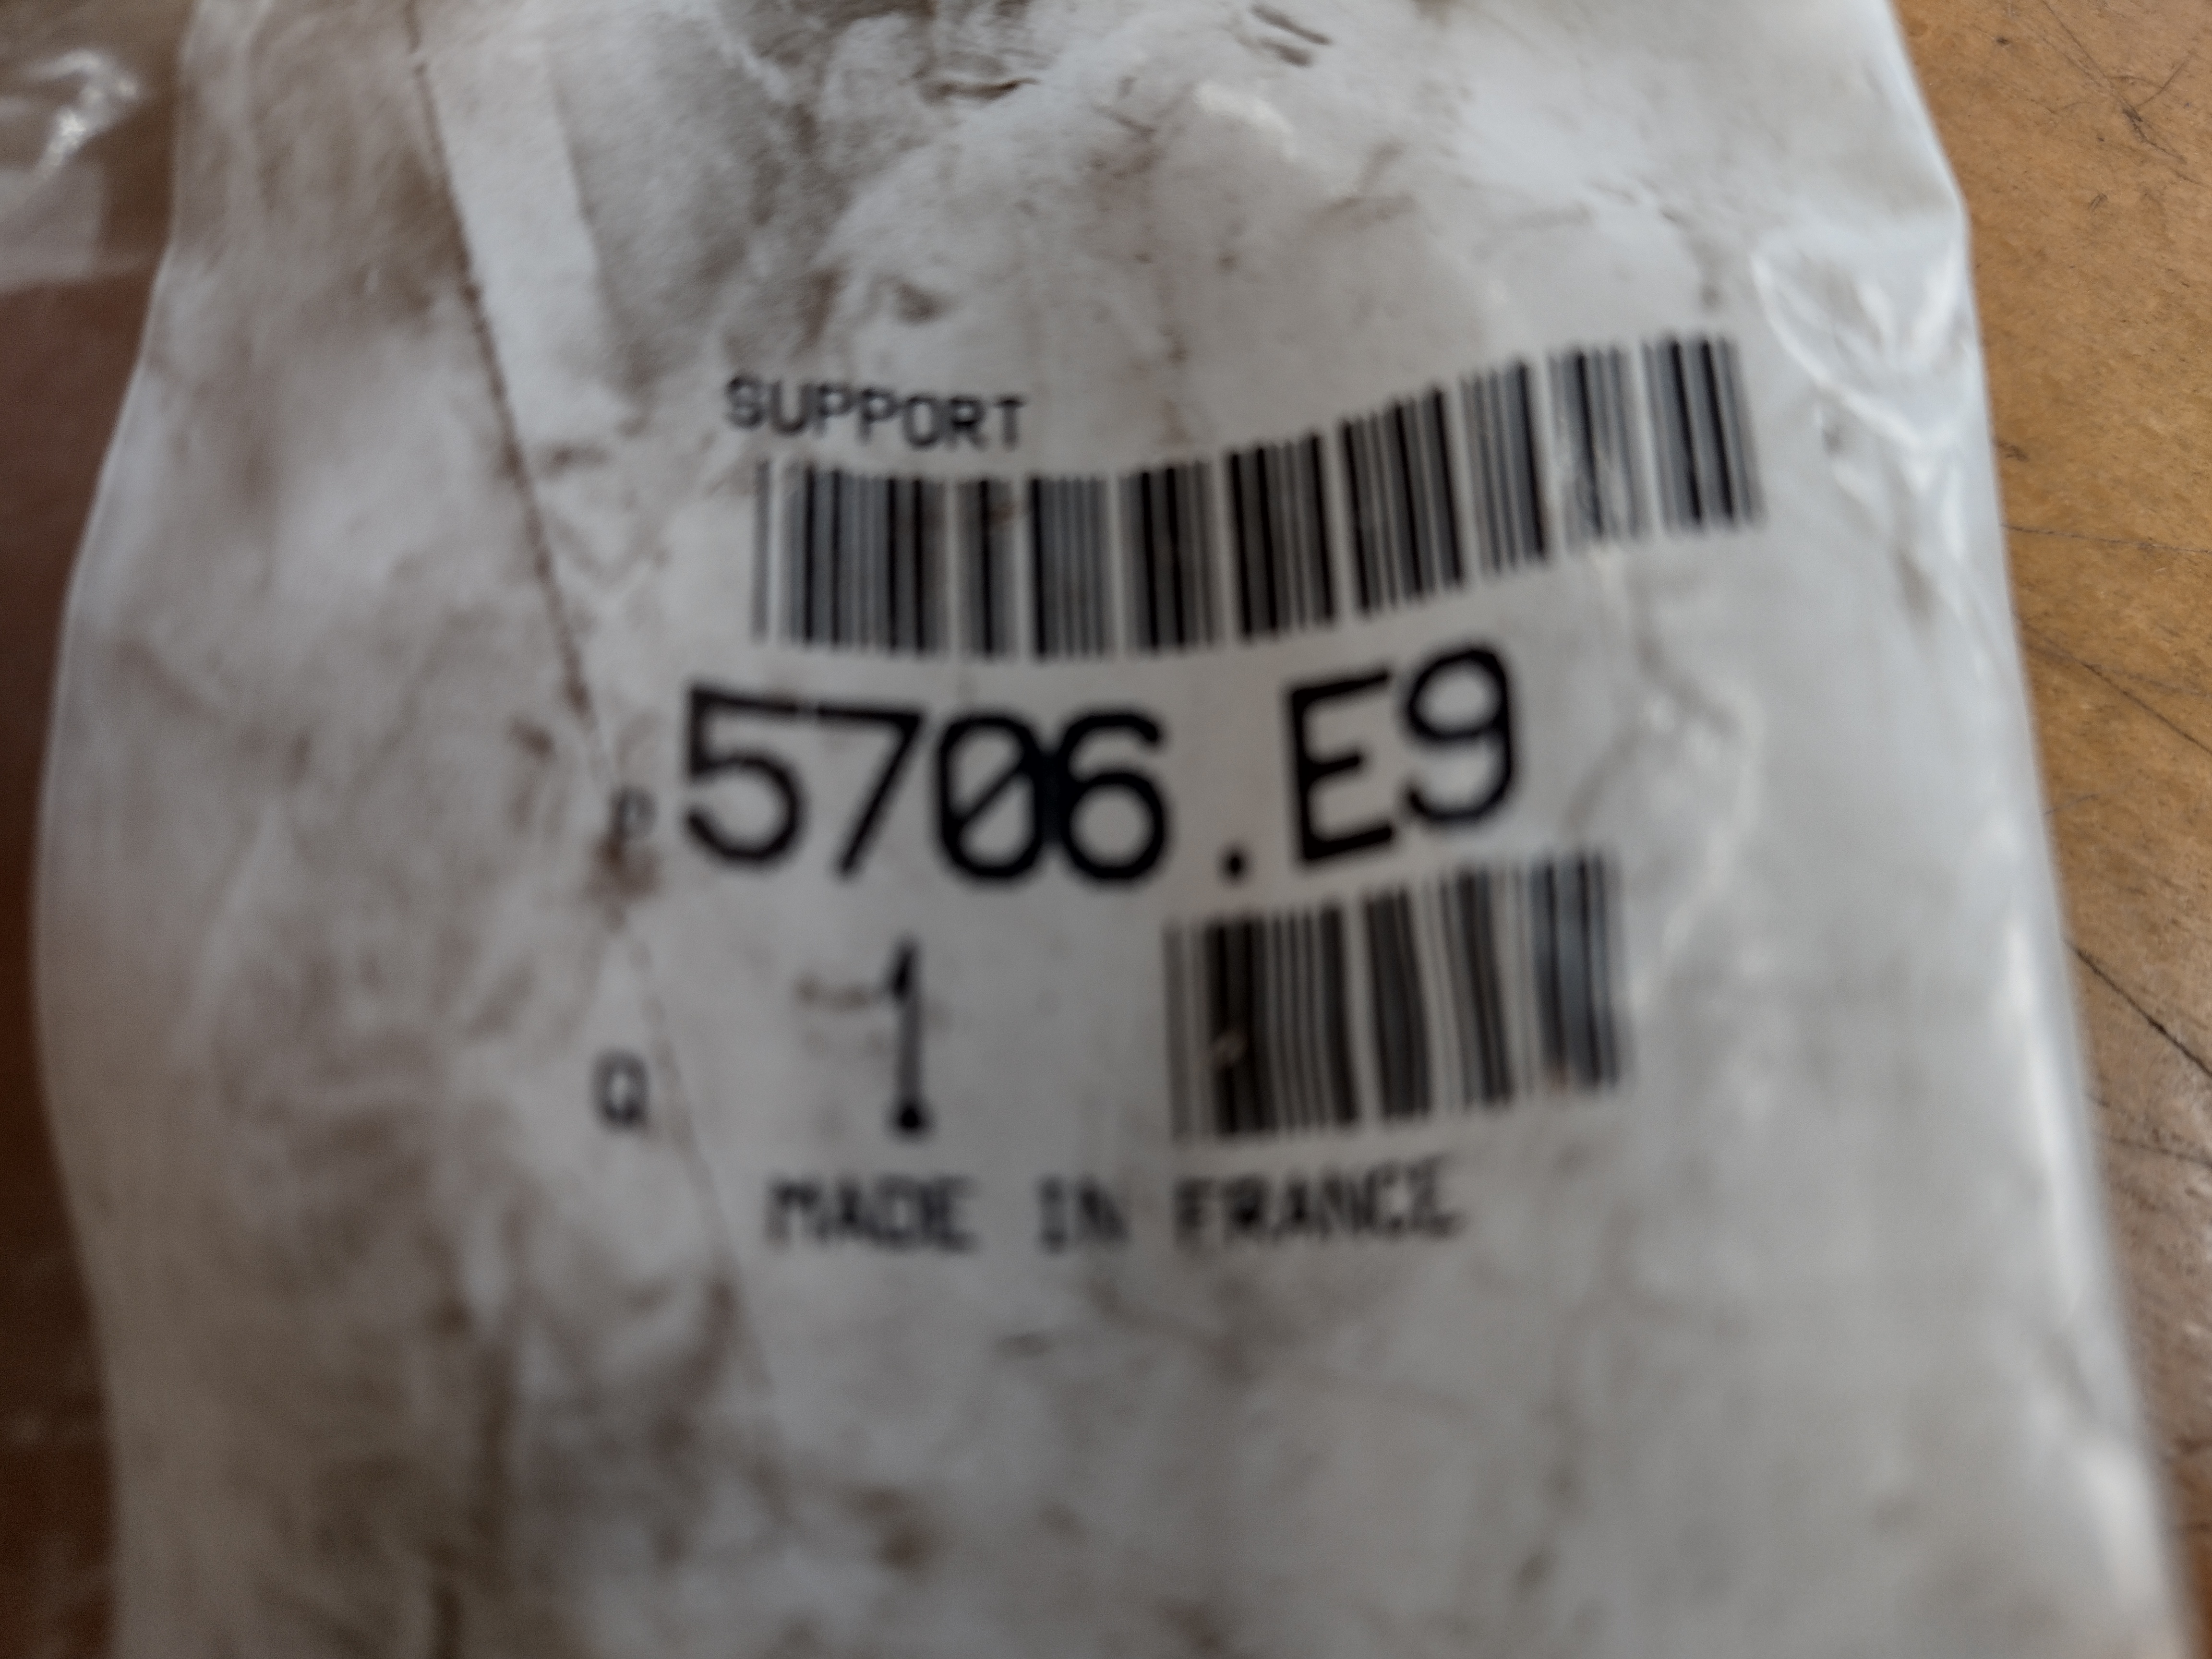 SUPPORT
P 5706.E9
Q 1
MADE IN FRANCE